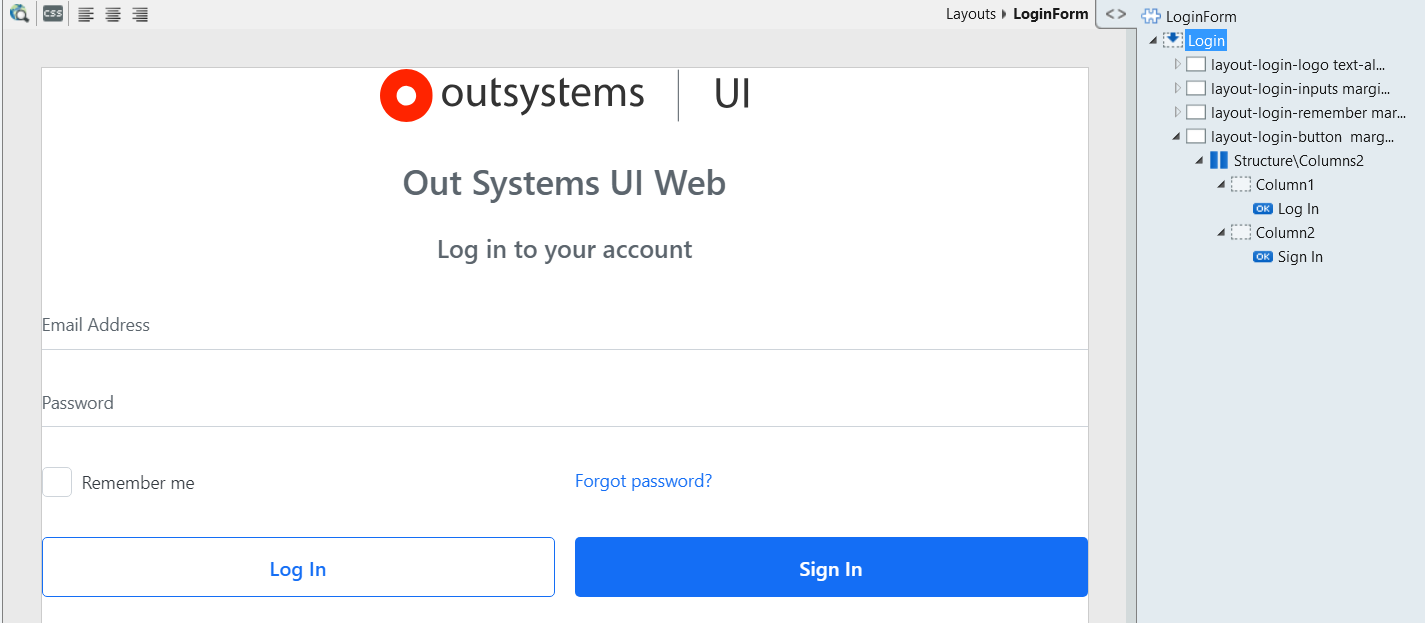 CSS
Layouts LoginForm
<>
outsystems UI
Out Systems UI Web
Log in to your account
Email Address
Password
Remember me
Forgot password?
Log In
Sign In
LoginForm
Login
layout-login-logo text-al...
layout-login-inputs margi...
layout-login-remember mar...
layout-login-button marg...
Structure\Columns2
Column1
OK Log In
Column2
OK Sign In